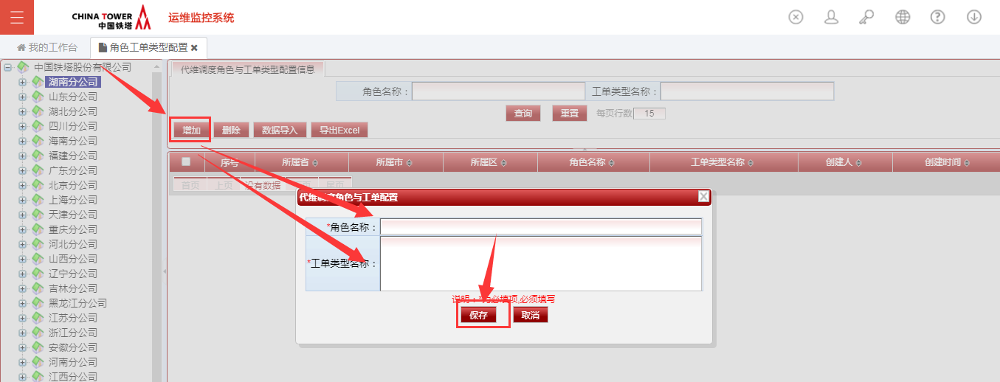 CHINA TOWER
中国铁塔
运维监控系统
我的工作台
角色工单类型配置
中国铁塔股份有限公司
湖南分公司
山东分公司
湖北分公司
四川分公司
海南分公司
福建分公司
广东分公司
北京分公司
上海分公司
天津分公司
重庆分公司
河北分公司
山西分公司
辽宁分公司
吉林分公司
黑龙江分公司
江苏分公司
浙江分公司
安徽分公司
河南分公司
江西分公司
代维调度角色与工单类型配置信息
角色名称： 工单类型名称：
查询 重置 每页行数 15
增加 删除 数据导入 导出Excel
序号 所属省 所属市 所属区 角色名称 工单类型名称 创建人 创建时间
首页 上页 没有数据 尾页
代维调度角色与工单配置
*角色名称：
*工单类型名称：
说明：*为必填项,必须填写
保存 取消